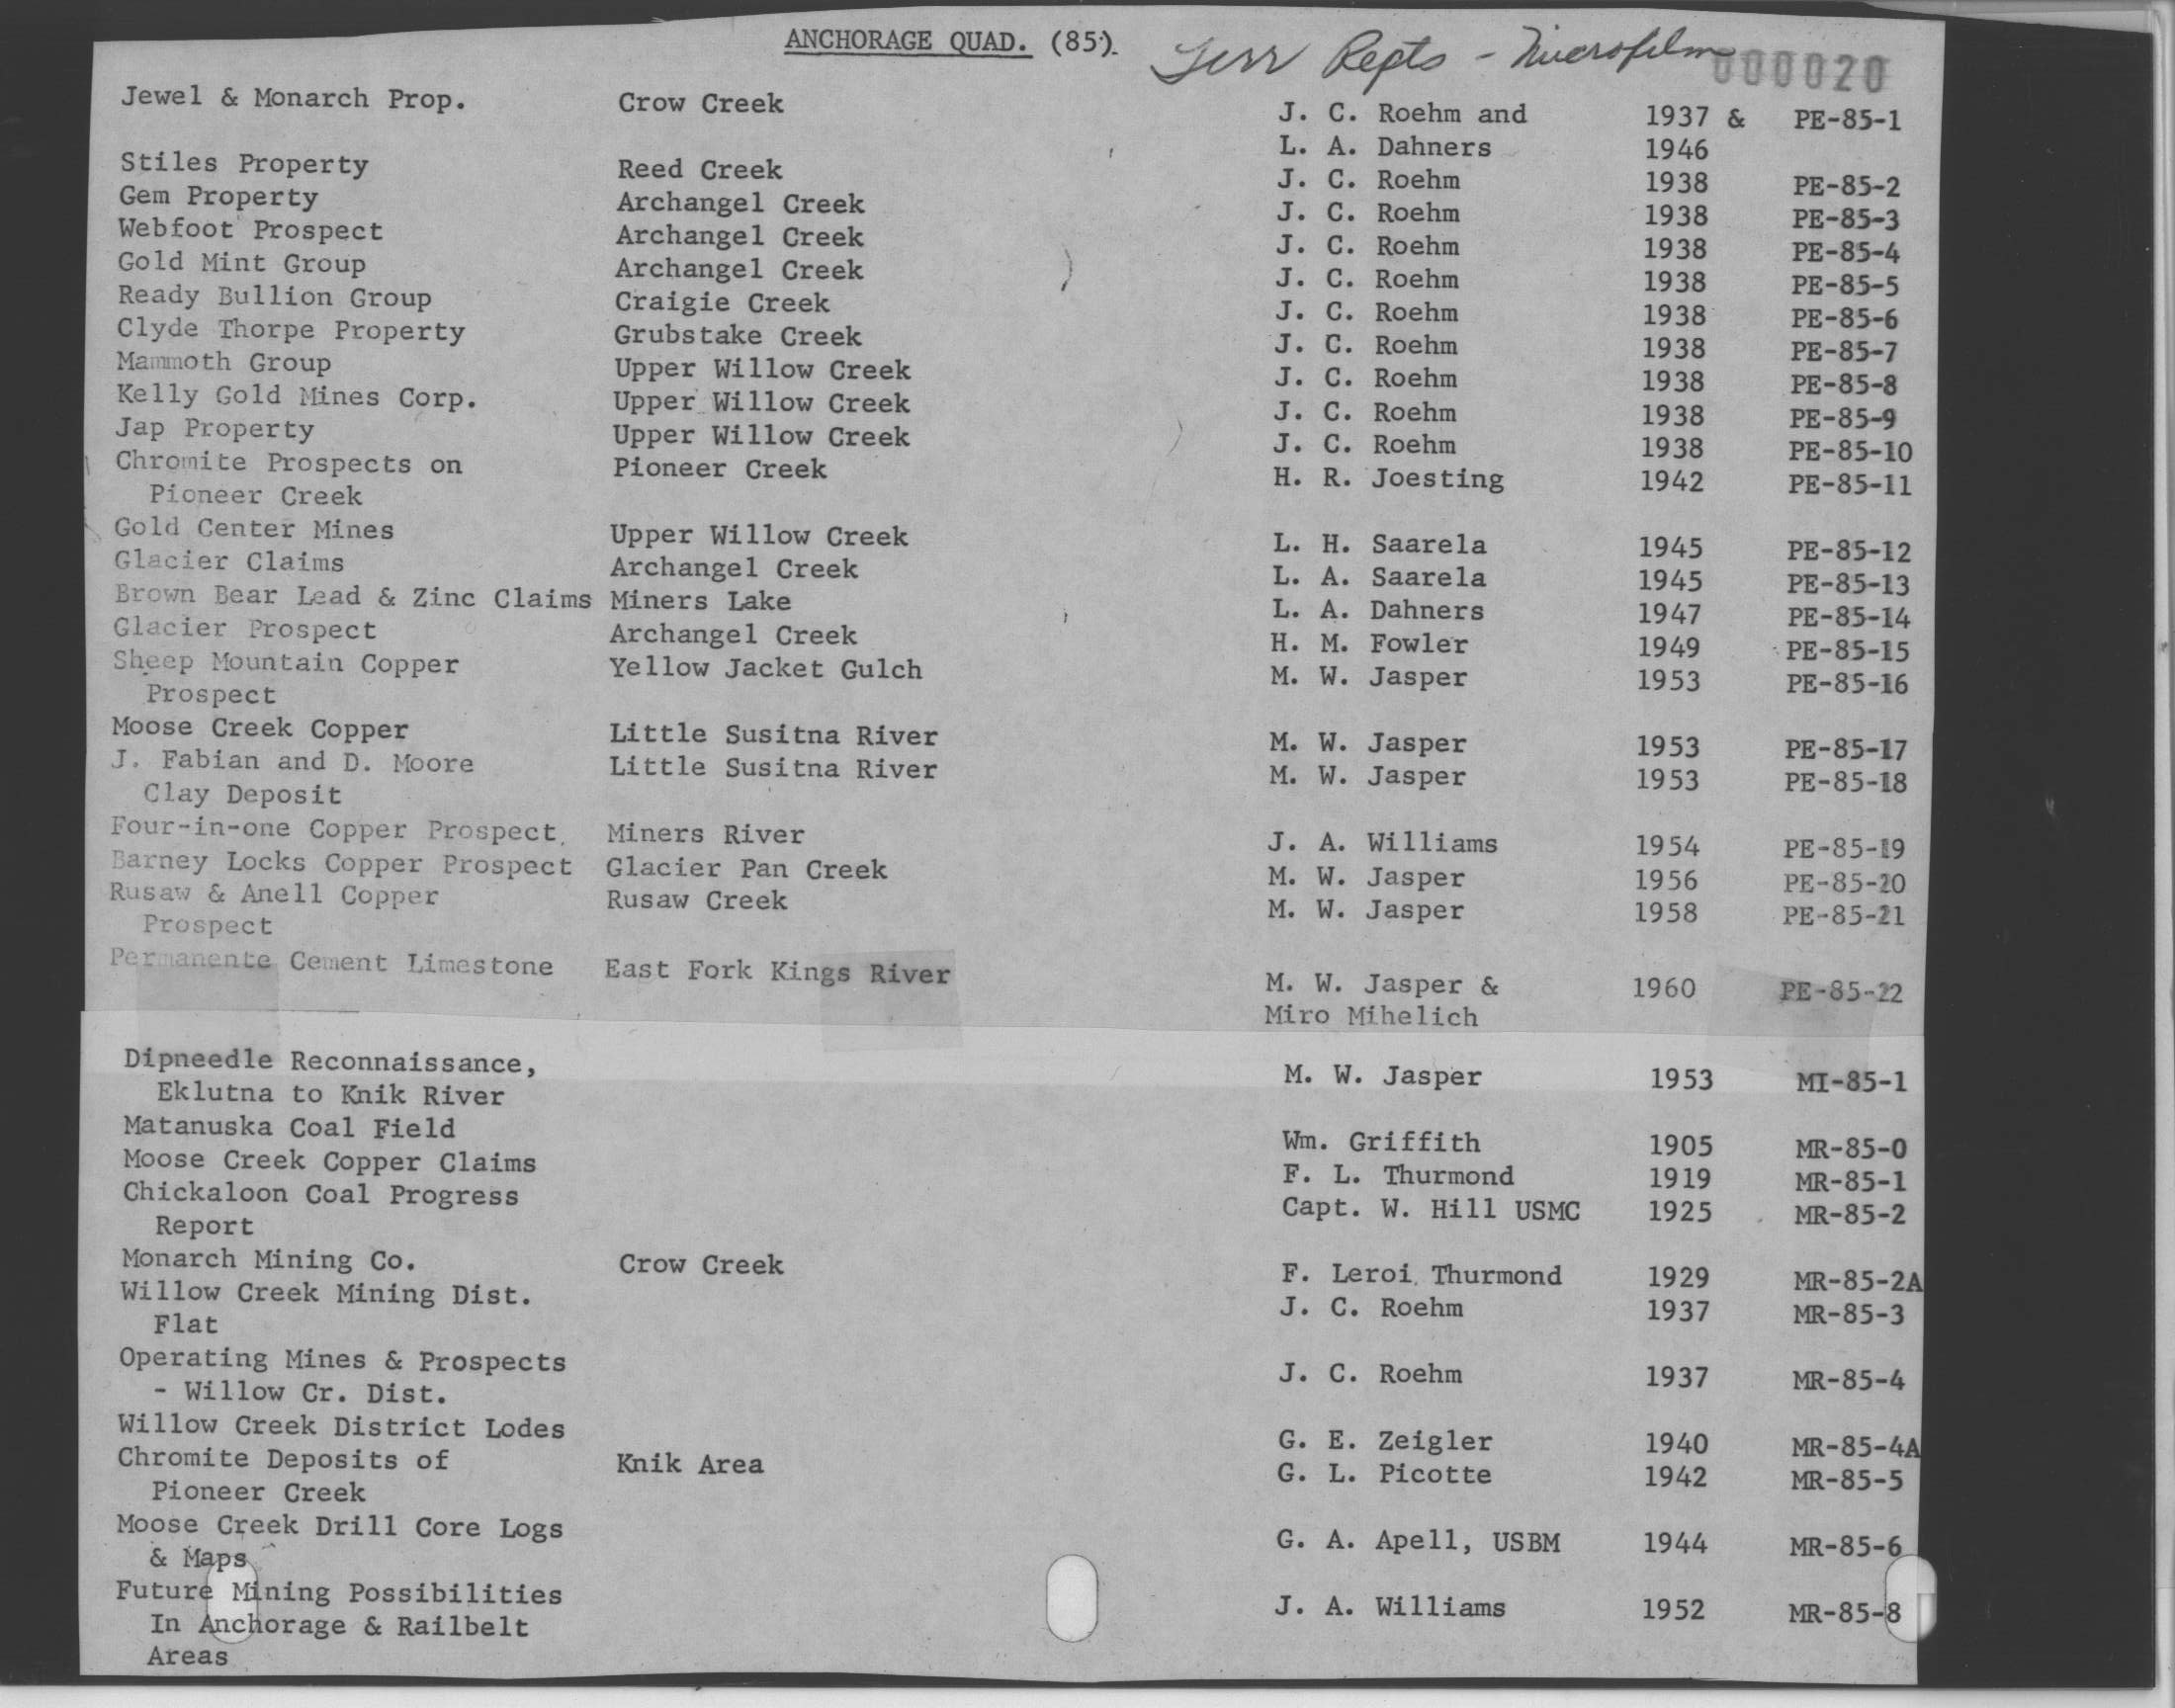 ANCHORAGE QUAD. (85). Terr Repts - Microfilm 000020
Jewel & Monarch Prop. Crow Creek J. C. Roehm and 1937 & PE-85-1
L. A. Dahners 1946
Stiles Property Reed Creek J. C. Roehm 1938 PE-85-2
Gem Property Archangel Creek J. C. Roehm 1938 PE-85-3
Webfoot Prospect Archangel Creek J. C. Roehm 1938 PE-85-4
Gold Mint Group Archangel Creek J. C. Roehm 1938 PE-85-5
Ready Bullion Group Craigie Creek J. C. Roehm 1938 PE-85-6
Clyde Thorpe Property Grubstake Creek J. C. Roehm 1938 PE-85-7
Mammoth Group Upper Willow Creek J. C. Roehm 1938 PE-85-8
Kelly Gold Mines Corp. Upper Willow Creek J. C. Roehm 1938 PE-85-9
Jap Property Upper Willow Creek J. C. Roehm 1938 PE-85-10
Chromite Prospects on Pioneer Creek H. R. Joesting 1942 PE-85-11
Pioneer Creek
Gold Center Mines Upper Willow Creek L. H. Saarela 1945 PE-85-12
Glacier Claims Archangel Creek L. A. Saarela 1945 PE-85-13
Brown Bear Lead & Zinc Claims Miners Lake L. A. Dahners 1947 PE-85-14
Glacier Prospect Archangel Creek H. M. Fowler 1949 PE-85-15
Sheep Mountain Copper Yellow Jacket Gulch M. W. Jasper 1953 PE-85-16
Prospect
Moose Creek Copper Little Susitna River M. W. Jasper 1953 PE-85-17
J. Fabian and D. Moore Little Susitna River M. W. Jasper 1953 PE-85-18
Clay Deposit
Four-in-one Copper Prospect, Miners River J. A. Williams 1954 PE-85-19
Barney Locks Copper Prospect Glacier Pan Creek M. W. Jasper 1956 PE-85-20
Rusaw & Anell Copper Rusaw Creek M. W. Jasper 1958 PE-85-21
Prospect
Permanente Cement Limestone East Fork Kings River M. W. Jasper & 1960 PE-85-22
Miro Mihelich
Dipneedle Reconnaissance, M. W. Jasper 1953 MI-85-1
Eklutna to Knik River
Matanuska Coal Field Wm. Griffith 1905 MR-85-0
Moose Creek Copper Claims F. L. Thurmond 1919 MR-85-1
Chickaloon Coal Progress Capt. W. Hill USMC 1925 MR-85-2
Report
Monarch Mining Co. Crow Creek F. Leroi Thurmond 1929 MR-85-2A
Willow Creek Mining Dist. J. C. Roehm 1937 MR-85-3
Flat
Operating Mines & Prospects J. C. Roehm 1937 MR-85-4
- Willow Cr. Dist.
Willow Creek District Lodes G. E. Zeigler 1940 MR-85-4A
Chromite Deposits of Knik Area G. L. Picotte 1942 MR-85-5
Pioneer Creek
Moose Creek Drill Core Logs G. A. Apell, USBM 1944 MR-85-6
& Maps
Future Mining Possibilities J. A. Williams 1952 MR-85-8
In Anchorage & Railbelt
Areas